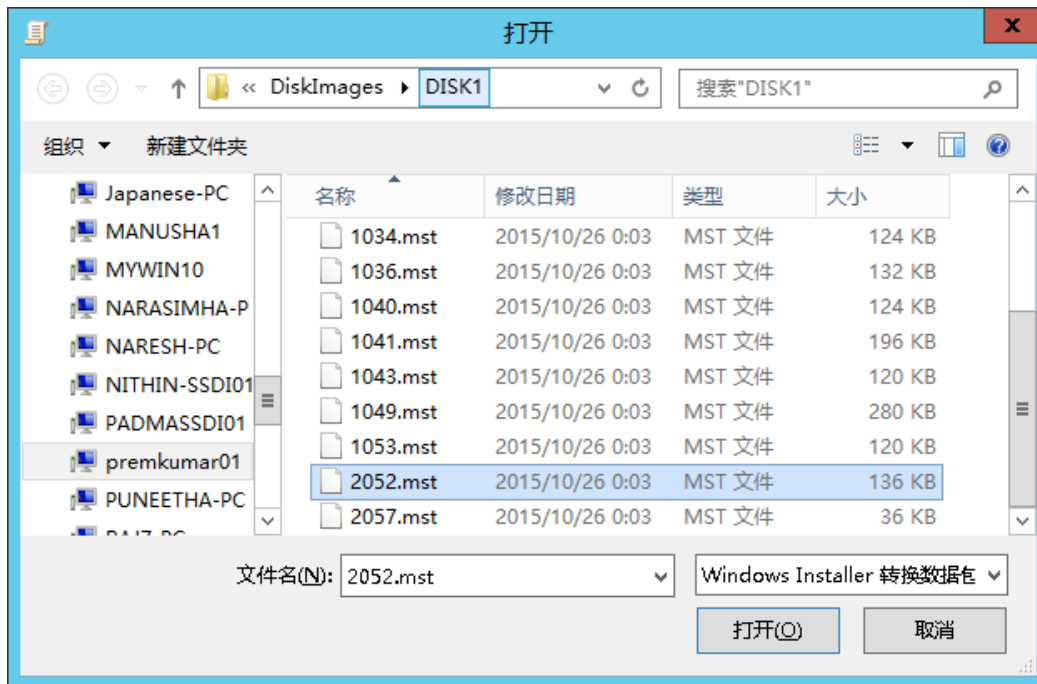 打开
x
« DiskImages ▸ DISK1
搜索"DISK1"
组织 新建文件夹
名称 修改日期 类型 大小
Japanese-PC
MANUSHA1
MYWIN10
NARASIMHA-P
NARESH-PC
NITHIN-SSDI01
PADMASSDI01
premkumar01
PUNEETHA-PC
1034.mst 2015/10/26 0:03 MST 文件 124 KB
1036.mst 2015/10/26 0:03 MST 文件 132 KB
1040.mst 2015/10/26 0:03 MST 文件 124 KB
1041.mst 2015/10/26 0:03 MST 文件 196 KB
1043.mst 2015/10/26 0:03 MST 文件 120 KB
1049.mst 2015/10/26 0:03 MST 文件 280 KB
1053.mst 2015/10/26 0:03 MST 文件 120 KB
2052.mst 2015/10/26 0:03 MST 文件 136 KB
2057.mst 2015/10/26 0:03 MST 文件 36 KB
文件名(N): 2052.mst
Windows Installer 转换数据包
打开(O) 取消